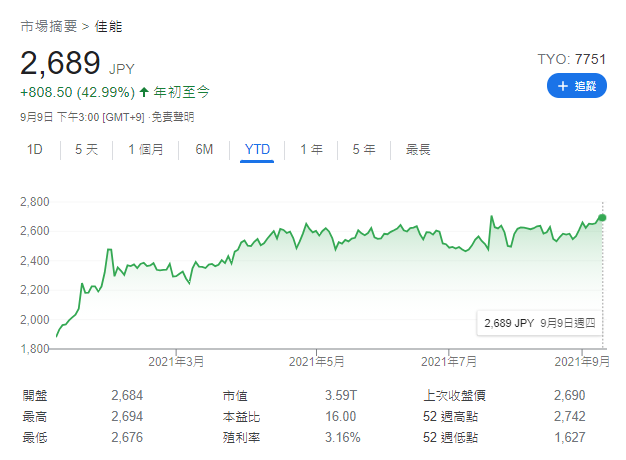 市場摘要 > 佳能
2,689 JPY
TYO: 7751
+808.50 (42.99%) ↑ 年初至今
+ 追蹤
9月9日 下午3:00 [GMT+9] ·免責聲明
1D 5 天 1 個月 6M YTD 1 年 5 年 最長
2,800
2,600
2,400
2,200
2,000
1,800
2,689 JPY 9月9日週四
2021年3月 2021年5月 2021年7月 2021年9月
開盤 2,684 市值 3.59T 上次收盤價 2,690
最高 2,694 本益比 16.00 52 週高點 2,742
最低 2,676 殖利率 3.16% 52 週低點 1,627